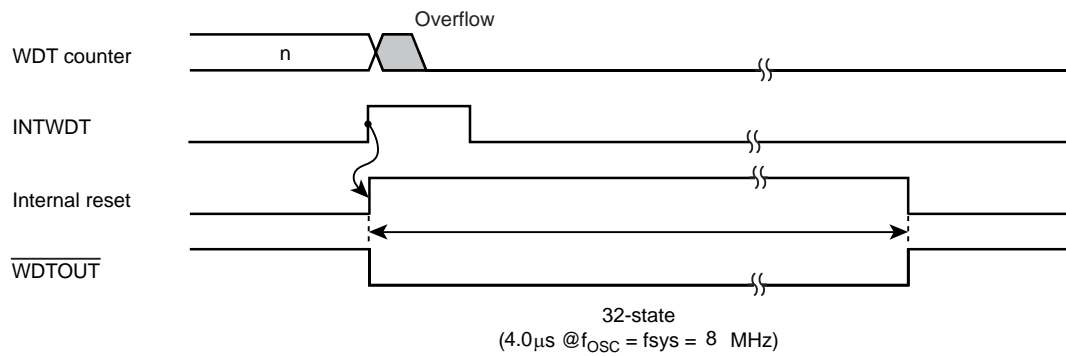 Overflow
WDT counter
n
INTWDT
Internal reset
WDTOUT
32-state
(4.0μs @fOSC = fsys = 8 MHz)